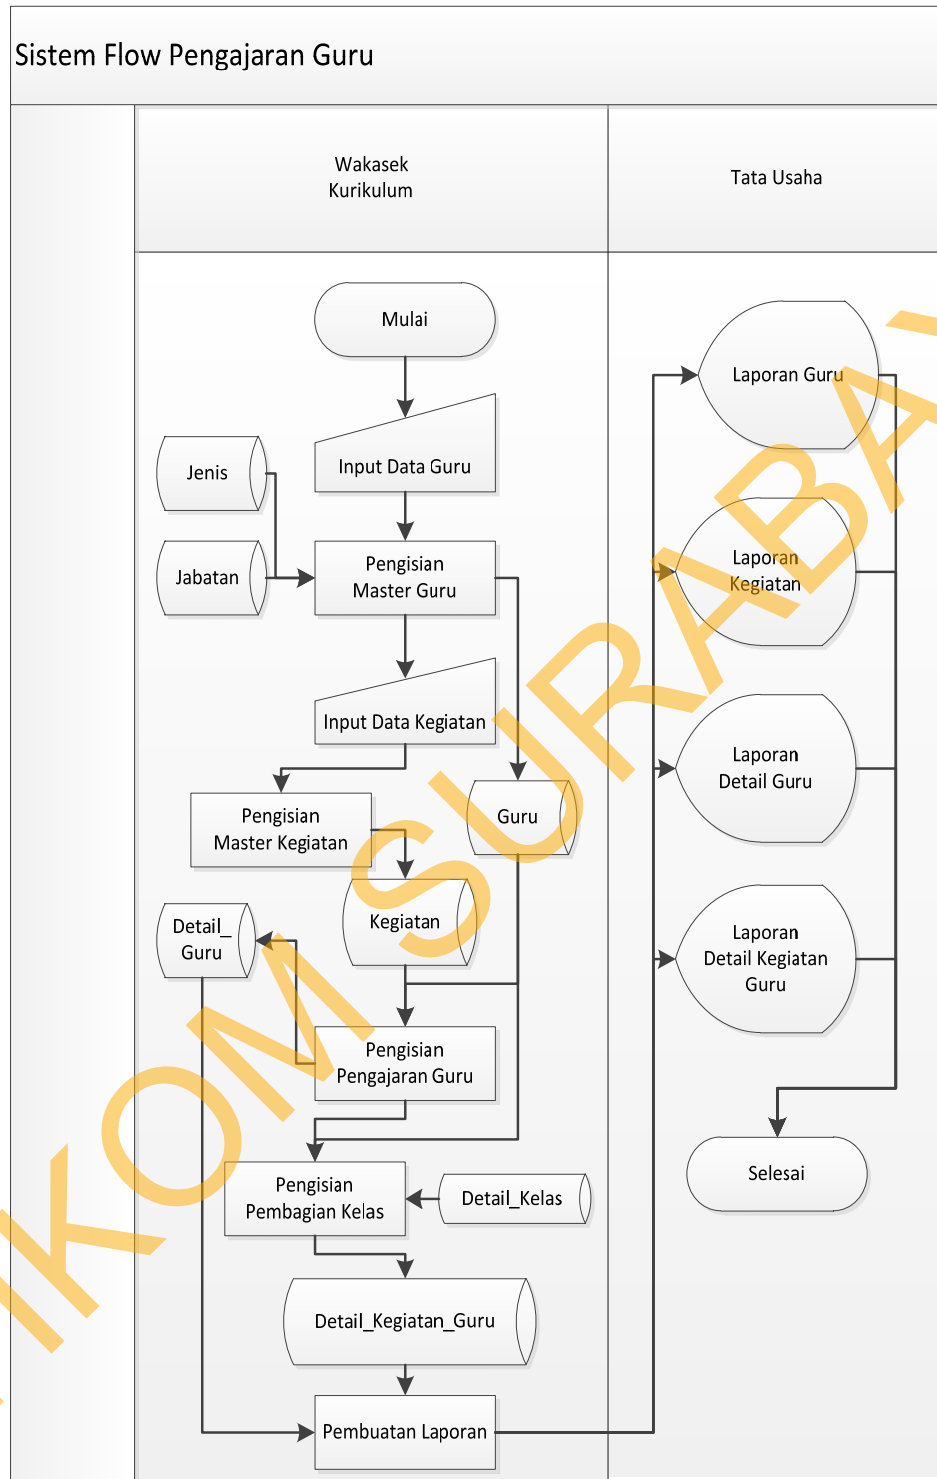 Sistem Flow Pengajaran Guru
Wakasek
Kurikulum
Tata Usaha
Mulai
Input Data Guru
Jenis
Jabatan
Pengisian
Master Guru
Input Data Kegiatan
Pengisian
Master Kegiatan
Guru
Kegiatan
Detail_
Guru
Pengisian
Pengajaran Guru
Pengisian
Pembagian Kelas
Detail_Kelas
Detail_Kegiatan_Guru
Pembuatan Laporan
Laporan Guru
Laporan
Kegiatan
Laporan
Detail Guru
Laporan
Detail Kegiatan
Guru
Selesai
IKOM SURABAY